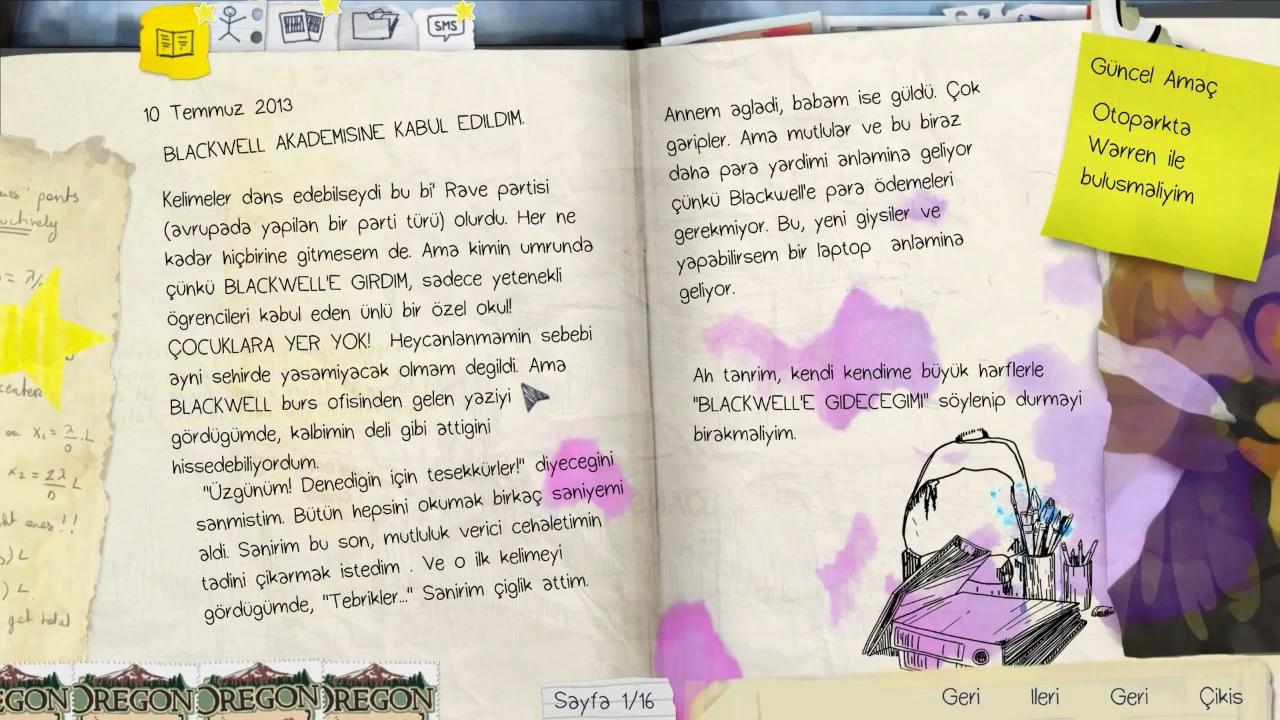 SMS
10 Temmuz 2013
BLACKWELL AKADEMISINE KABUL EDILDIM.
Kelimeler dans edebilseydi bu bi' Rave partisi
(avrupada yapilan bir parti türü) olurdu. Her ne
kadar hiçbirine gitmesem de. Ama kimin umrunda
çünkü BLACKWELL'E GIRDIM, sadece yetenekli
ögrencileri kabul eden ünlü bir özel okul!
ÇOCUKLARA YER YOK! Heycanlanmamin sebebi
ayni sehirde yasamiyacak olmam degildi. Ama
BLACKWELL burs ofisinden gelen yaziyi
gördügümde, kalbimin deli gibi attigini
hissedebiliyordum.
"Üzgünüm! Denedigin için tesekkürler!" diyecegini
sanmistim. Bütün hepsini okumak birkaç saniyemi
aldi. Sanirim bu son, mutluluk verici cehaletimin
tadini çikarmak istedim . Ve o ilk kelimeyi
gördügümde, "Tebrikler..." Sanirim çiglik attim.
Annem agladi, babam ise güldü. Çok
garipler. Ama mutlular ve bu biraz
daha para yardimi anlamina geliyor
çünkü Blackwell'e para ödemeleri
gerekmiyor. Bu, yeni giysiler ve
yapabilirsem bir laptop anlamina
geliyor.
Ah tanrim, kendi kendime büyük harflerle
"BLACKWELL'E GIDECEGIM!" söylenip durmayi
birakmaliyim.
Güncel Amaç
Otoparkta
Warren ile
bulusmaliyim
points
= λ/
center
x₁ = λ/D . L
x₂ = 2λ/D L
ones!!
) L
) L
get total
EGON OREGON OREGON OREGON
Sayfa 1/16
Geri Ileri Geri Çikis